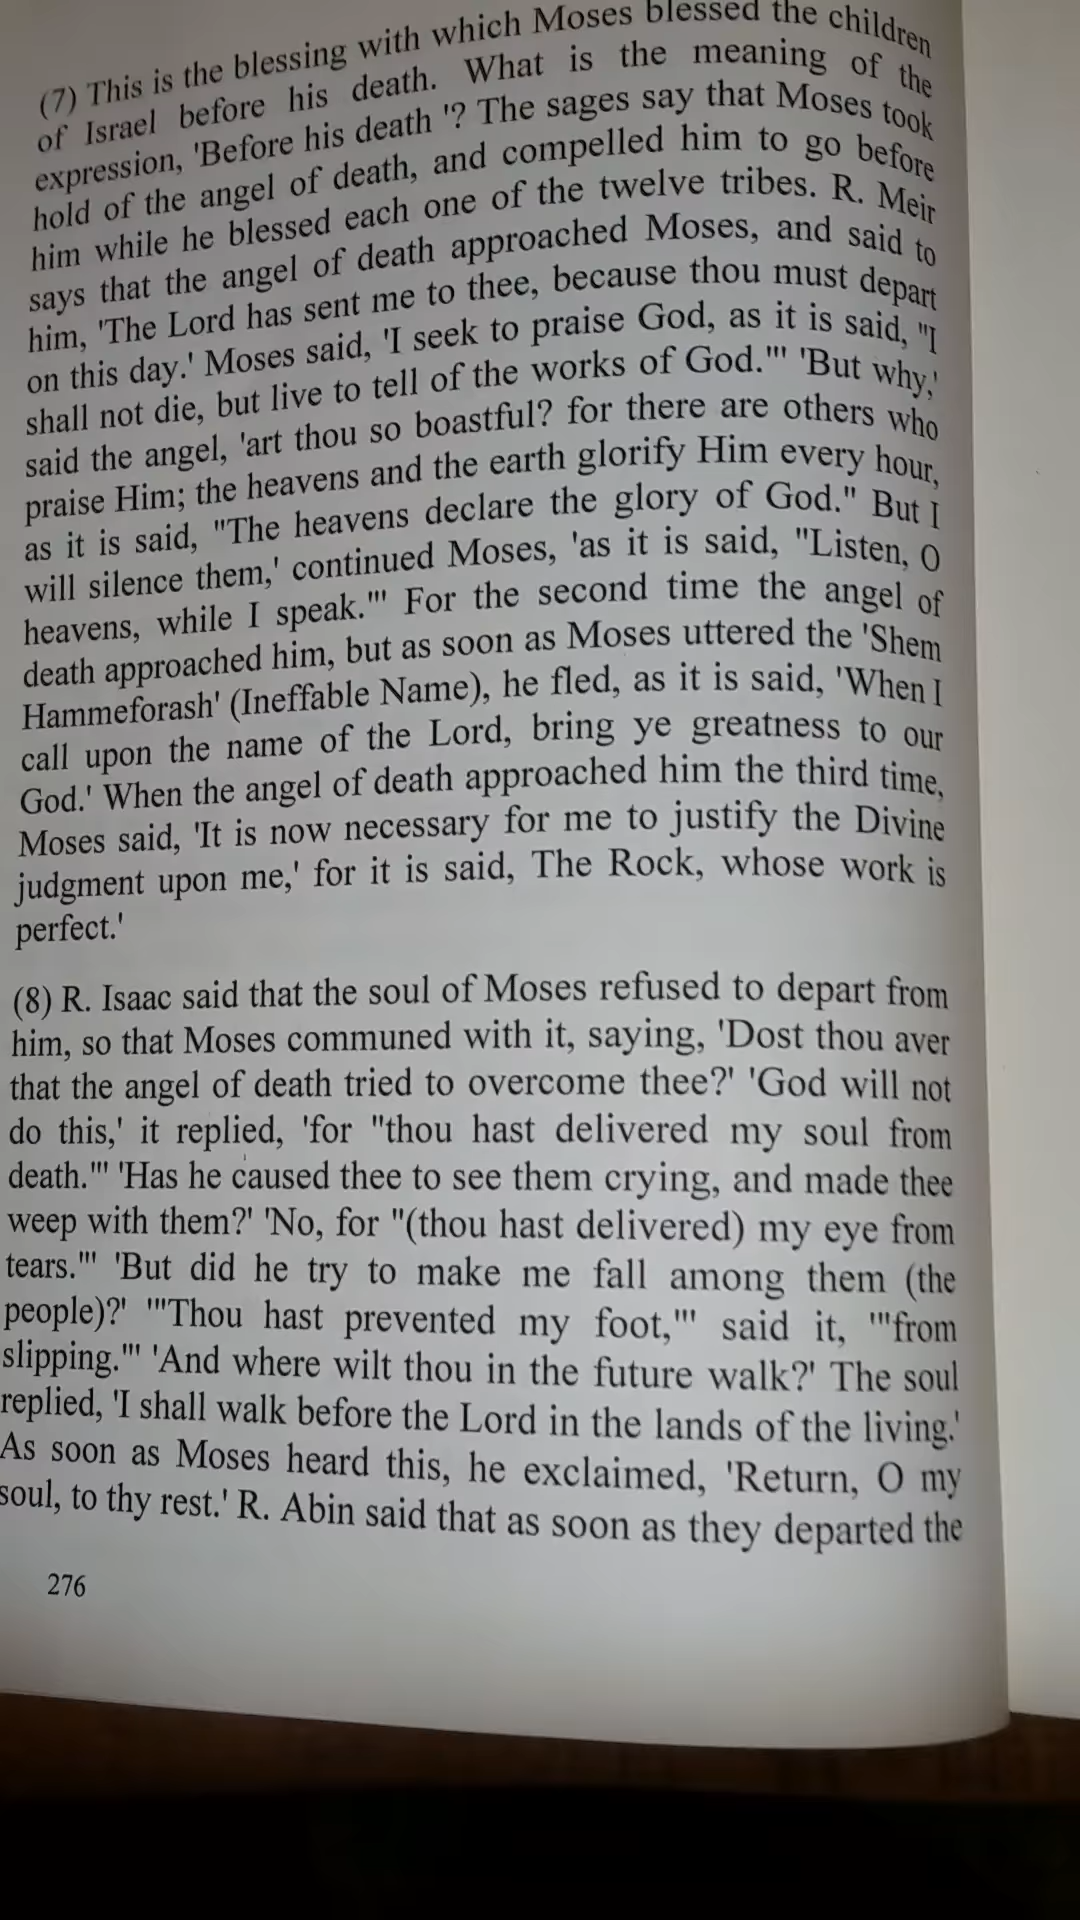 (7) This is the blessing with which Moses blessed the children
of Israel before his death. What is the meaning of the
expression, 'Before his death '? The sages say that Moses took
hold of the angel of death, and compelled him to go before
him while he blessed each one of the twelve tribes. R. Meir
says that the angel of death approached Moses, and said to
him, 'The Lord has sent me to thee, because thou must depart
on this day.' Moses said, 'I seek to praise God, as it is said, "I
shall not die, but live to tell of the works of God."' 'But why,'
said the angel, 'art thou so boastful? for there are others who
praise Him; the heavens and the earth glorify Him every hour,
as it is said, "The heavens declare the glory of God." But I
will silence them,' continued Moses, 'as it is said, "Listen, O
heavens, while I speak."' For the second time the angel of
death approached him, but as soon as Moses uttered the 'Shem
Hammeforash' (Ineffable Name), he fled, as it is said, 'When I
call upon the name of the Lord, bring ye greatness to our
God.' When the angel of death approached him the third time,
Moses said, 'It is now necessary for me to justify the Divine
judgment upon me,' for it is said, The Rock, whose work is
perfect.'
(8) R. Isaac said that the soul of Moses refused to depart from
him, so that Moses communed with it, saying, 'Dost thou aver
that the angel of death tried to overcome thee?' 'God will not
do this,' it replied, 'for "thou hast delivered my soul from
death."' 'Has he caused thee to see them crying, and made thee
weep with them?' 'No, for "(thou hast delivered) my eye from
tears."' 'But did he try to make me fall among them (the
people)?' '"Thou hast prevented my foot,"' said it, '"from
slipping."' 'And where wilt thou in the future walk?' The soul
replied, 'I shall walk before the Lord in the lands of the living.'
As soon as Moses heard this, he exclaimed, 'Return, O my
soul, to thy rest.' R. Abin said that as soon as they departed the
276